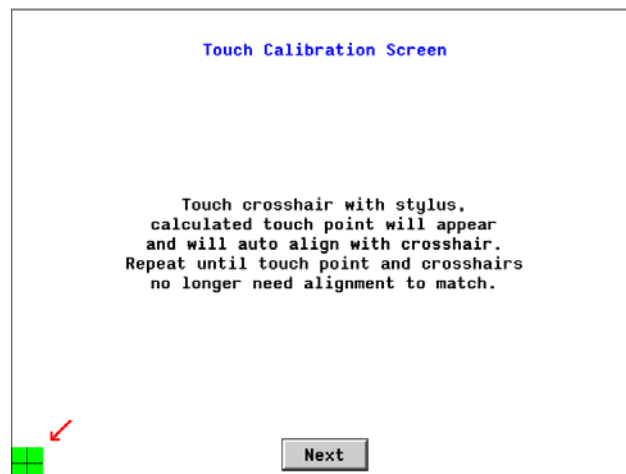 Touch Calibration Screen
Touch crosshair with stylus,
calculated touch point will appear
and will auto align with crosshair.
Repeat until touch point and crosshairs
no longer need alignment to match.
Next